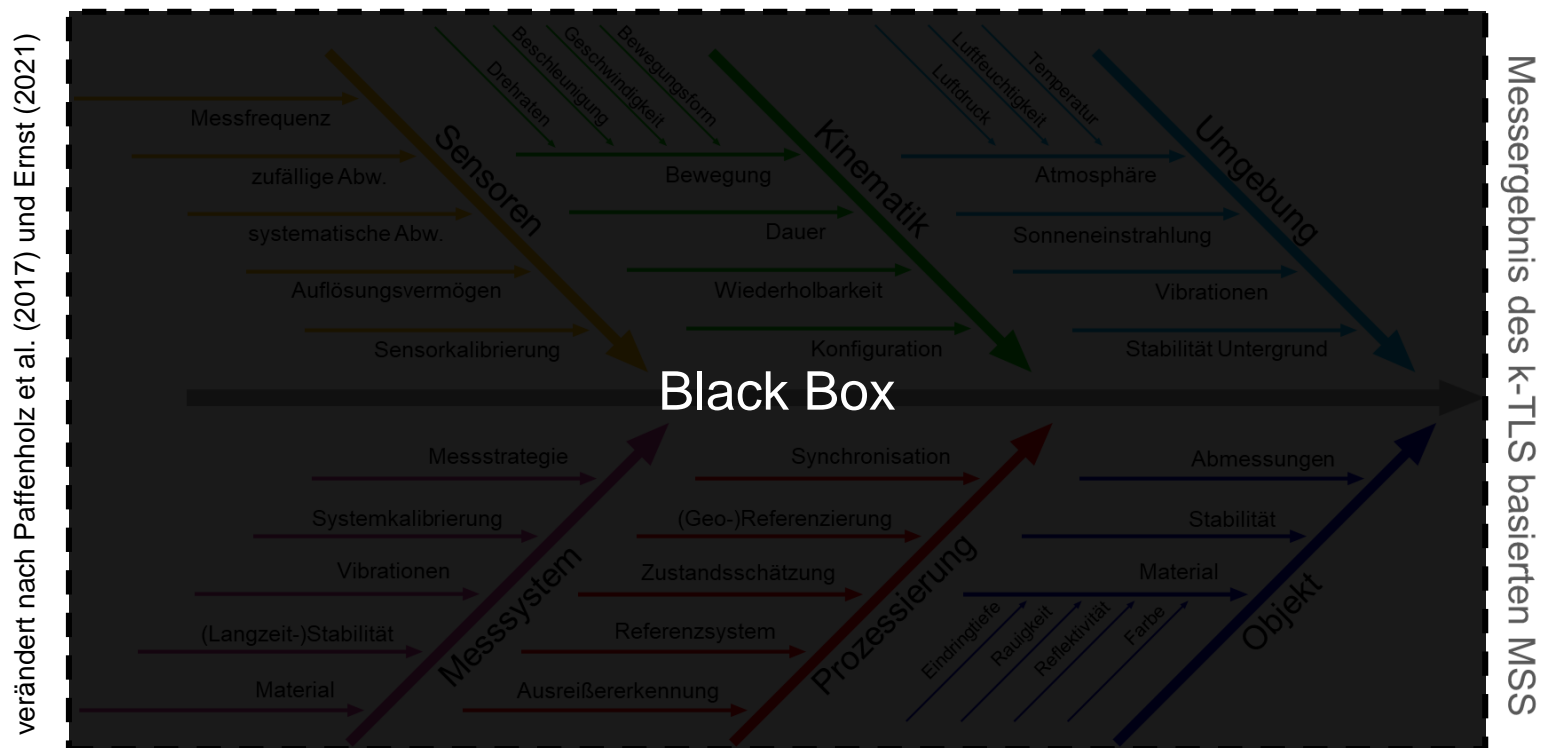 verändert nach Paffenholz et al. (2017) und Ernst (2021)
Sensoren
Messfrequenz
zufällige Abw.
systematische Abw.
Auflösungsvermögen
Sensorkalibrierung
Kinematik
Drehraten
Beschleunigung
Geschwindigkeit
Bewegungsform
Bewegung
Dauer
Wiederholbarkeit
Konfiguration
Umgebung
Luftdruck
Luftfeuchtigkeit
Temperatur
Atmosphäre
Sonneneinstrahlung
Vibrationen
Stabilität Untergrund
Black Box
Messsystem
Messstrategie
Systemkalibrierung
Vibrationen
(Langzeit-)Stabilität
Material
Prozessierung
Synchronisation
(Geo-)Referenzierung
Zustandsschätzung
Referenzsystem
Ausreißererkennung
Objekt
Abmessungen
Stabilität
Material
Eindringtiefe
Rauigkeit
Reflektivität
Farbe
Messergebnis des k-TLS basierten MSS